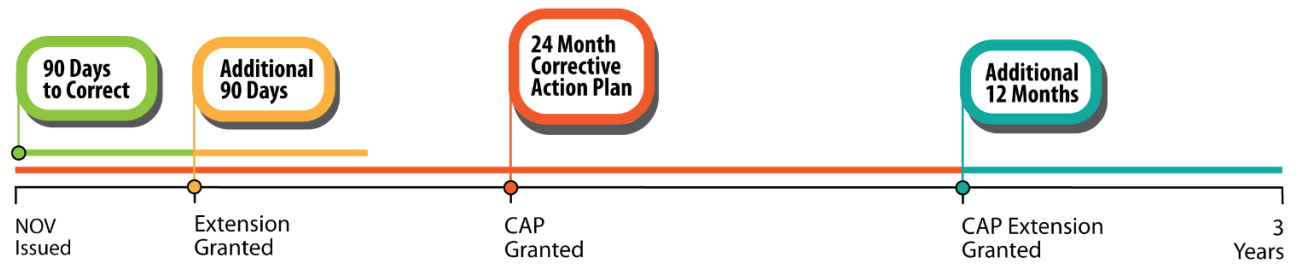 90 Days
to Correct
Additional
90 Days
24 Month
Corrective
Action Plan
Additional
12 Months
NOV
Issued
Extension
Granted
CAP
Granted
CAP Extension
Granted
3
Years